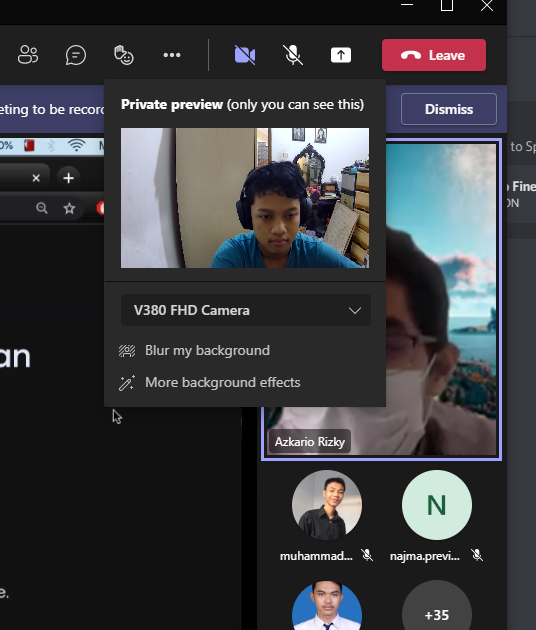 Leave
eting to be record
Dismiss
Private preview (only you can see this)
0%
to Sp
o Fine
ON
V380 FHD Camera
an
Blur my background
More background effects
Azkario Rizky
muhammad...
N
najma.previ...
e.
+35